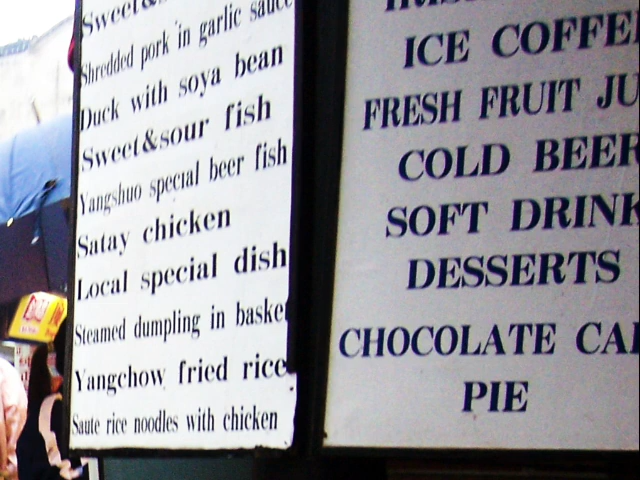 Sweet&s
Shredded pork in garlic sauce
Duck with soya bean
Sweet&sour fish
Yangshuo special beer fish
Satay chicken
Local special dish
Steamed dumpling in basket
Yangchow fried rice
Saute rice noodles with chicken
ICE COFFEE
FRESH FRUIT JU
COLD BEER
SOFT DRINK
DESSERTS
CHOCOLATE CA
PIE